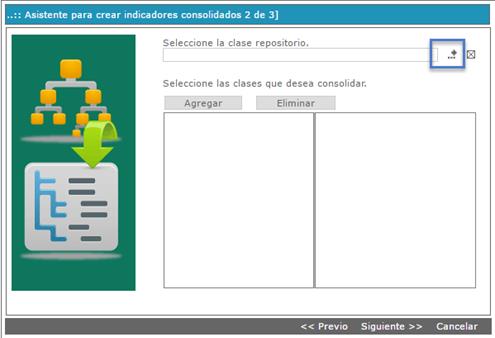 ..:: Asistente para crear indicadores consolidados 2 de 3]
Seleccione la clase repositorio.
Seleccione las clases que desea consolidar.
Agregar Eliminar
<< Previo Siguiente >> Cancelar